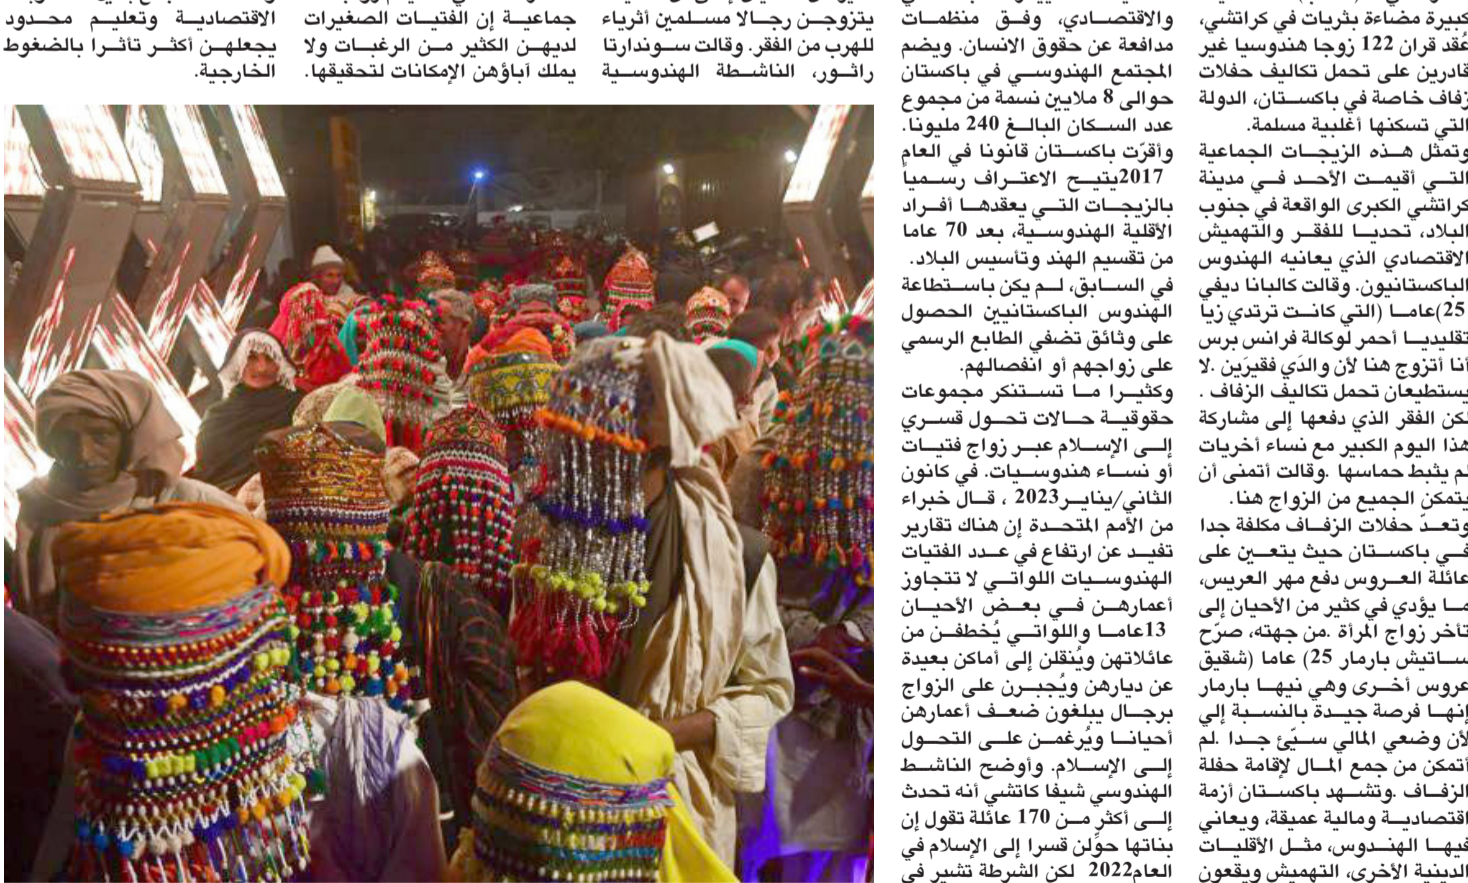 كبيرة مضاءة بثريات في كراتشي،
عُقد قران 122 زوجا هندوسيا غير
قادرين على تحمل تكاليف حفلات
زفاف خاصة في باكستان، الدولة
التي تسكنها أغلبية مسلمة.
وتمثل هذه الزيجات الجماعية
التي أقيمت الأحد في مدينة
كراتشي الكبرى الواقعة في جنوب
البلاد، تحديا للفقر والتهميش
الاقتصادي الذي يعانيه الهندوس
الباكستانيون. وقالت كالبانا ديفي
25)عاما (التي كانت ترتدي زيا
تقليديا أحمر لوكالة فرانس برس
أنا أتزوج هنا لأن والدَي فقيرَين .لا
يستطيعان تحمل تكاليف الزفاف .
لكن الفقر الذي دفعها إلى مشاركة
هذا اليوم الكبير مع نساء أخريات
لم يثبط حماسها .وقالت أتمنى أن
يتمكن الجميع من الزواج هنا.
وتعدّ حفلات الزفاف مكلفة جدا
في باكستان حيث يتعين على
عائلة العروس دفع مهر العريس،
ما يؤدي في كثير من الأحيان إلى
تأخر زواج المرأة .من جهته، صرّح
ساتيش بارمار 25) عاما (شقيق
عروس أخرى وهي نيها بارمار
إنها فرصة جيدة بالنسبة إلي
لأن وضعي المالي سيّئ جدا .لم
أتمكن من جمع المال لإقامة حفلة
الزفاف .وتشهد باكستان أزمة
اقتصادية ومالية عميقة، ويعاني
فيها الهندوس، مثل الأقليات
الدينية الأخرى، التهميش ويقعون
والاقتصادي، وفق منظمات
مدافعة عن حقوق الانسان. ويضم
المجتمع الهندوسي في باكستان
حوالى 8 ملايين نسمة من مجموع
عدد السكان البالغ 240 مليونا.
وأقرّت باكستان قانونا في العام
2017يتيح الاعتراف رسمياً
بالزيجات التي يعقدها أفراد
الأقلية الهندوسية، بعد 70 عاما
من تقسيم الهند وتأسيس البلاد.
في السابق، لم يكن باستطاعة
الهندوس الباكستانيين الحصول
على وثائق تضفي الطابع الرسمي
على زواجهم أو انفصالهم.
وكثيرا ما تستنكر مجموعات
حقوقية حالات تحول قسري
إلى الإسلام عبر زواج فتيات
أو نساء هندوسيات. في كانون
الثاني/يناير2023 ، قال خبراء
من الأمم المتحدة إن هناك تقارير
تفيد عن ارتفاع في عدد الفتيات
الهندوسيات اللواتي لا تتجاوز
أعمارهن في بعض الأحيان
13عاما واللواتي يُخطفن من
عائلاتهن ويُنقلن إلى أماكن بعيدة
عن ديارهن ويُجبرن على الزواج
برجال يبلغون ضعف أعمارهن
أحيانا ويُرغمن على التحول
إلى الإسلام. وأوضح الناشط
الهندوسي شيفا كاتشي أنه تحدث
إلى أكثر من 170 عائلة تقول إن
بناتها حوِّلن قسرا إلى الإسلام في
العام2022 لكن الشرطة تشير في
يتزوجن رجالا مسلمين أثرياء
للهرب من الفقر. وقالت سوندارتا
راثور، الناشطة الهندوسية
جماعية إن الفتيات الصغيرات
لديهن الكثير من الرغبات ولا
يملك آباؤهن الإمكانات لتحقيقها.
الاقتصادية وتعليم محدود
يجعلهن أكثر تأثرا بالضغوط
الخارجية.